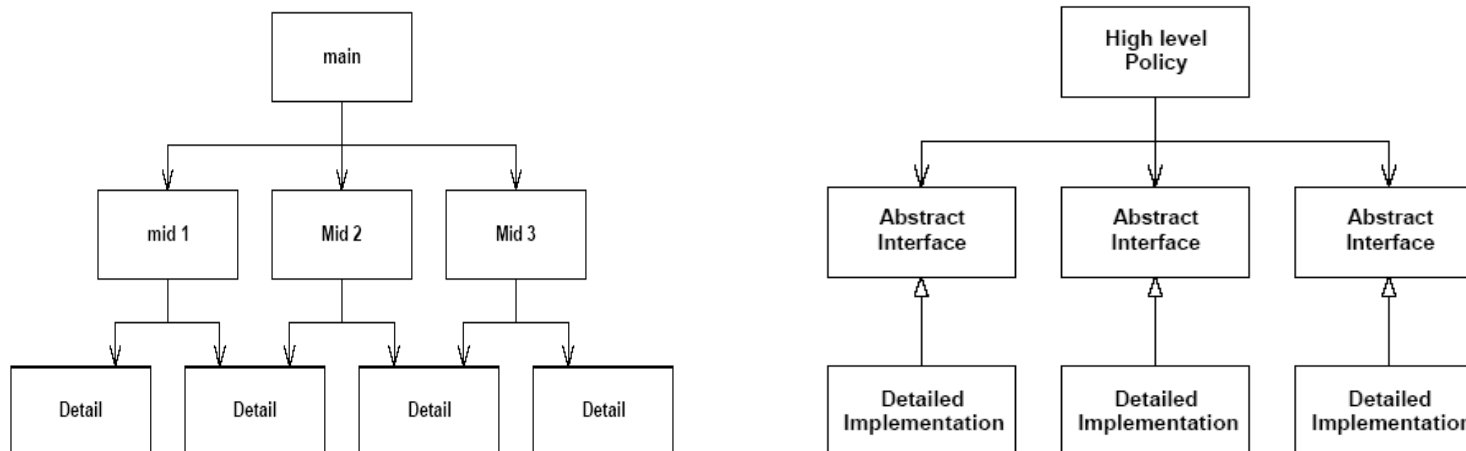 main
mid 1
Mid 2
Mid 3
Detail
Detail
Detail
Detail
High level
Policy
Abstract
Interface
Abstract
Interface
Abstract
Interface
Detailed
Implementation
Detailed
Implementation
Detailed
Implementation